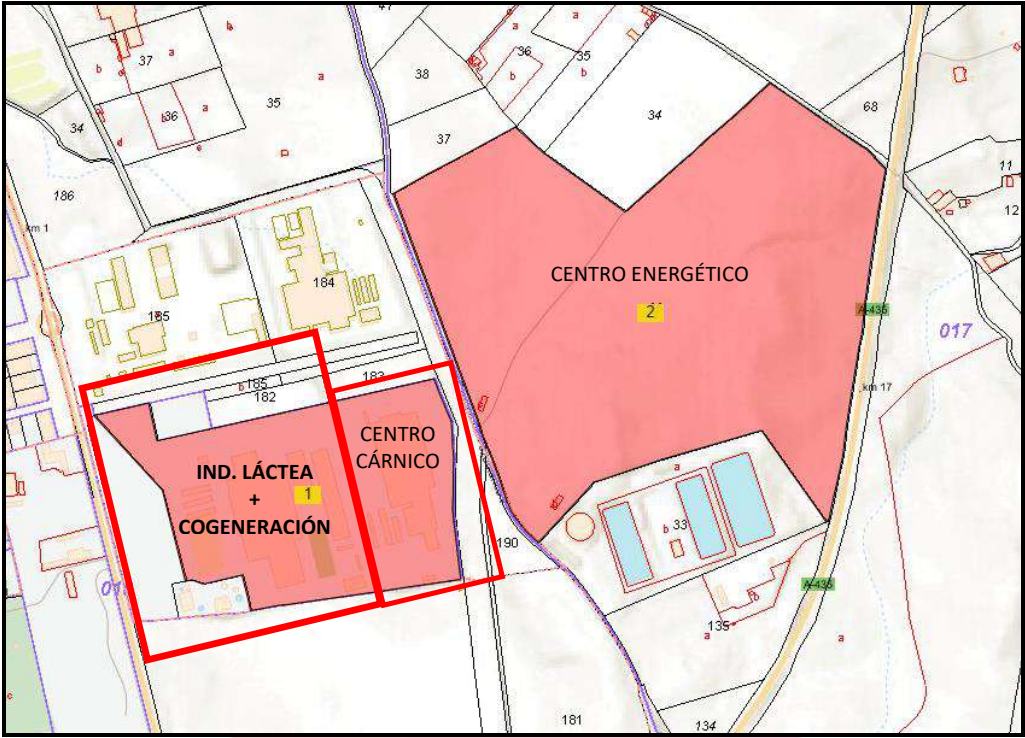 47
36
35
37
a
b
a
b
b
a
38
34
36
a
35
68
37
34
11
12
186
km 1
CENTRO ENERGÉTICO
2
184
185
A-435
017
b
185
182
183
km 17
CENTRO
CÁRNICO
IND. LÁCTEA
1
+
COGENERACIÓN
a
b
33
190
A-435
b
135
a
a
181
134
c